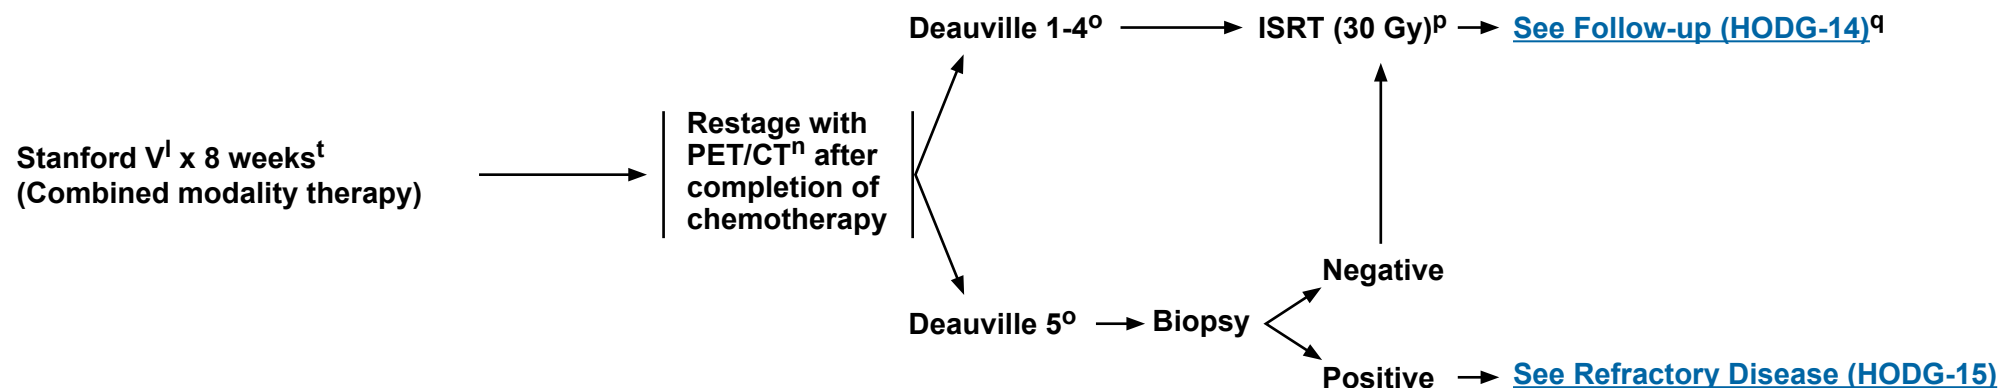 Deauville 1-4o
ISRT (30 Gy)p
See Follow-up (HODG-14)q
Stanford Vl x 8 weekst
(Combined modality therapy)
Restage with
PET/CTn after
completion of
chemotherapy
Negative
Deauville 5o
Biopsy
Positive
See Refractory Disease (HODG-15)